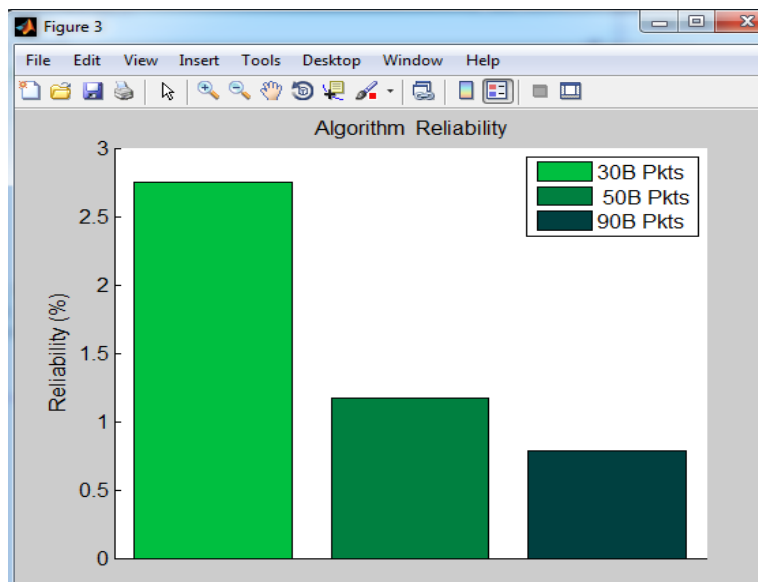 Figure 3
File Edit View Insert Tools Desktop Window Help
Algorithm Reliability
3
2.5
2
1.5
1
0.5
0
Reliability (%)
30B Pkts
50B Pkts
90B Pkts